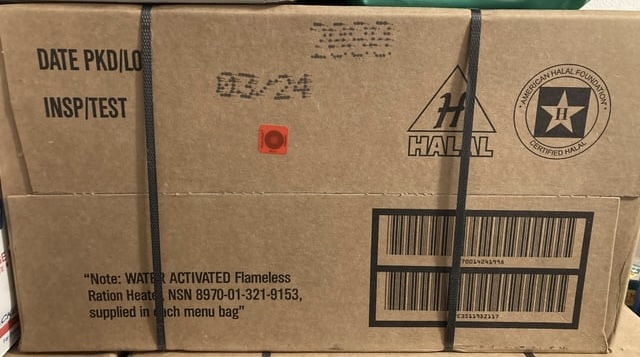 DATE PKD/LO
03/24
INSP/TEST
H
HALAL
AMERICAN HALAL FOUNDATION
H
CERTIFIED HALAL
"Note: WATER ACTIVATED Flameless
Ration Heater, NSN 8970-01-321-9153,
supplied in each menu bag"